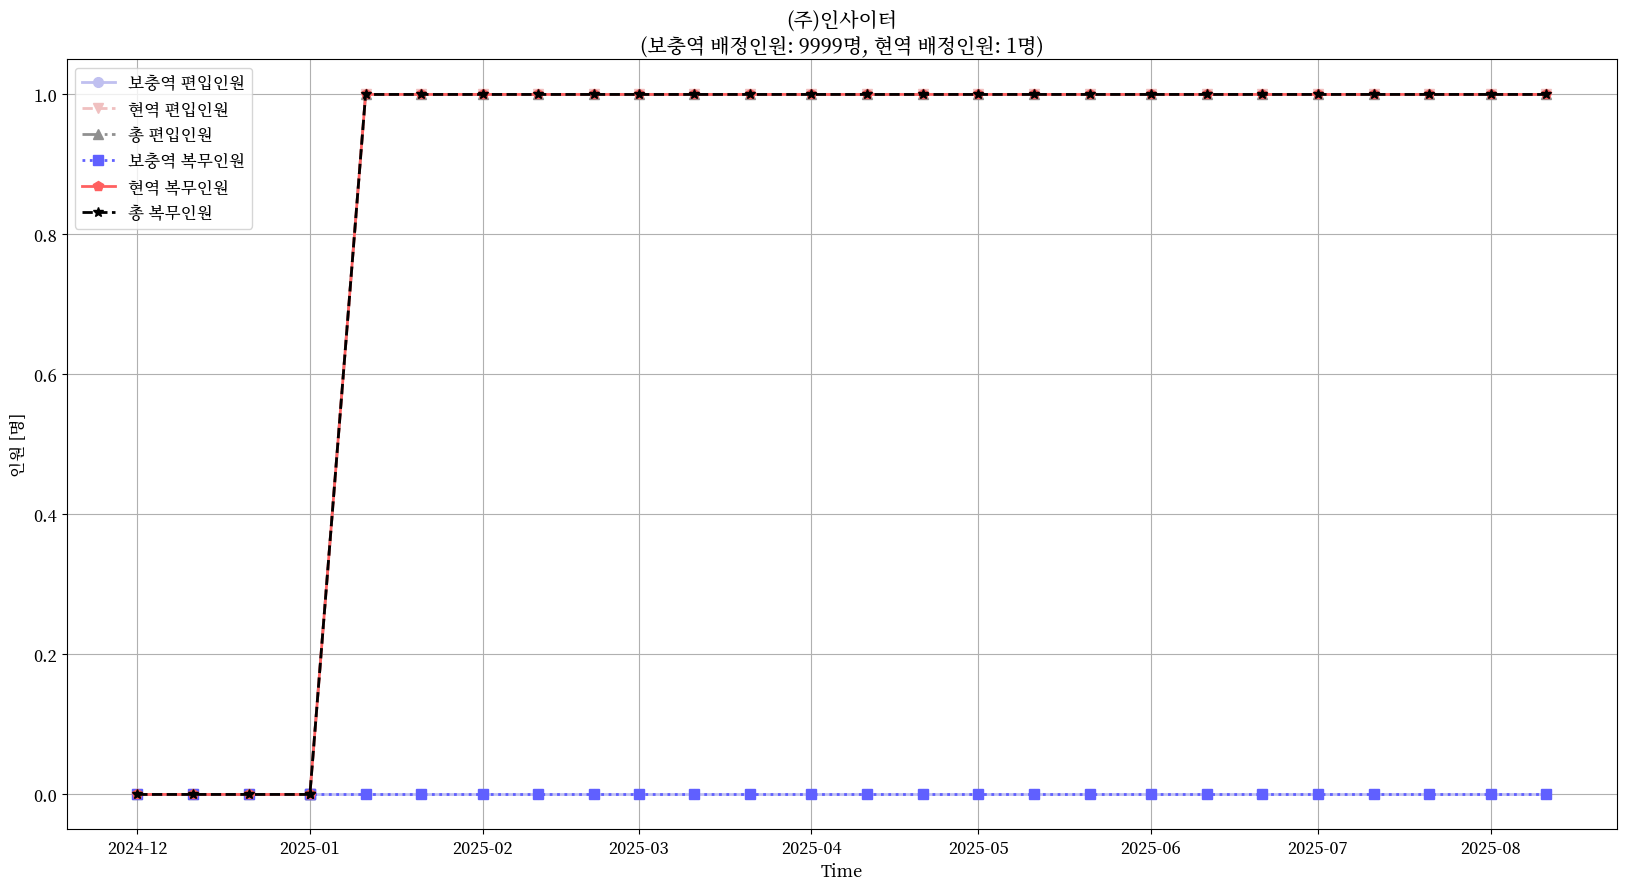 (주)인사이터
(보충역 배정인원: 9999명, 현역 배정인원: 1명)
보충역 편입인원
현역 편입인원
총 편입인원
보충역 복무인원
현역 복무인원
총 복무인원
1.0
0.8
0.6
0.4
0.2
0.0
인원 [명]
2024-12 2025-01 2025-02 2025-03 2025-04 2025-05 2025-06 2025-07 2025-08
Time